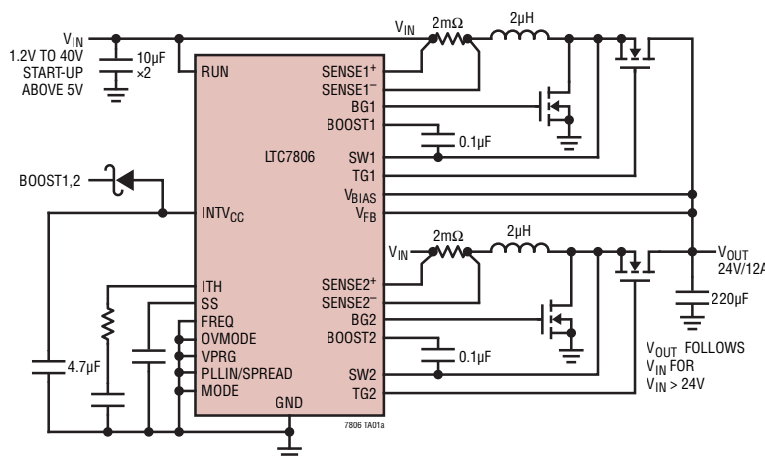 VIN
1.2V TO 40V
START-UP
ABOVE 5V
10µF
×2
VIN
2mΩ
2µH
RUN
SENSE1+
SENSE1–
BG1
BOOST1
0.1µF
LTC7806
SW1
TG1
BOOST1,2
VBIAS
VFB
INTVCC
2mΩ
2µH
VIN
VOUT
24V/12A
SENSE2+
SENSE2–
220µF
ITH
SS
FREQ
OVMODE
VPRG
PLLIN/SPREAD
MODE
BG2
BOOST2
0.1µF
VOUT FOLLOWS
VIN FOR
VIN > 24V
4.7µF
SW2
TG2
GND
7806 TA01a